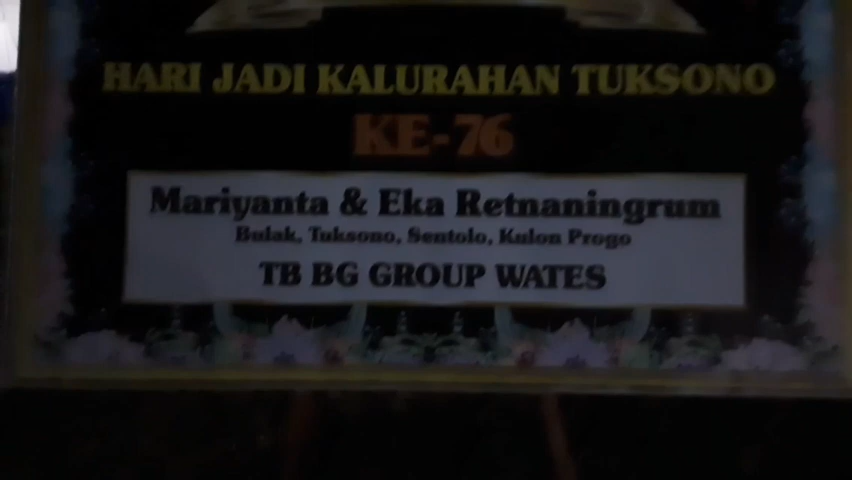 HARI JADI KALURAHAN TUKSONO
KE-76
Mariyanta & Eka Retnaningrum
Bulak, Tuksono, Sentolo, Kulon Progo
TB BG GROUP WATES